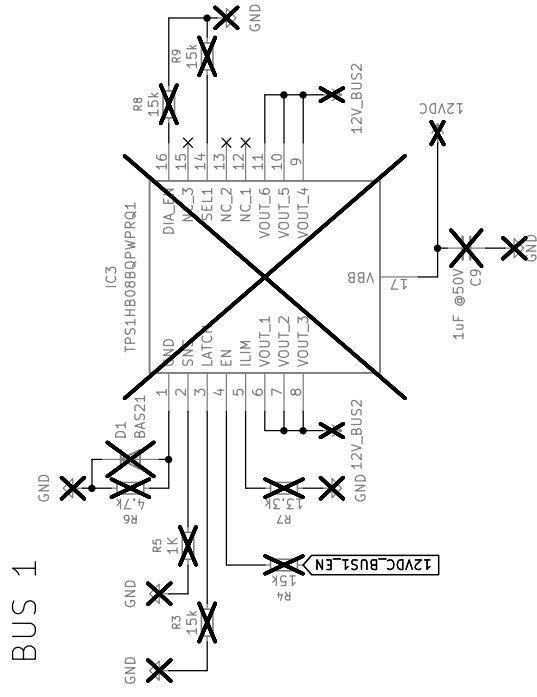 BUS 1
IC3
TPS1HB08BQPWPRQ1
GND
SNS
LATCH
EN
ILIM
VOUT_1
VOUT_2
VOUT_3
1
2
3
4
5
6
7
8
DIA_EN
NC_3
SEL1
NC_2
NC_1
VOUT_6
VOUT_5
VOUT_4
16
15
14
13
12
11
10
9
VBB
17
R8
15k
R9
15k
GND
12V_BUS2
12VDC
1uF @50V
C9
GND
D1
BAS21
GND
R6
4.7k
R5
1K
GND
R3
15k
GND
R7
13.3k
GND
12V_BUS2
R4
15k
12VDC_BUS1_EN